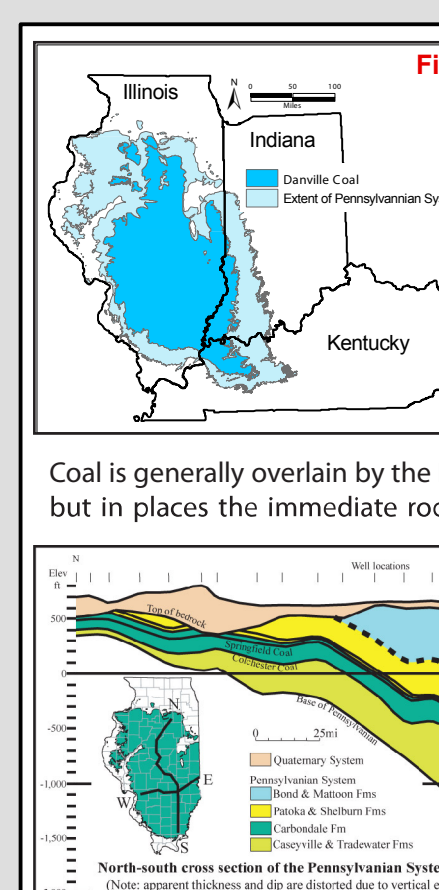 Fi
Illinois
N
0 50 100
Miles
Indiana
Danville Coal
Extent of Pennsylvannian Sy
Kentucky
Coal is generally overlain by the
but in places the immediate roo
N
Well locations
Elev
ft
500
Top of bedrock
Springfield Coal
Colchester Coal
0
Base of Pennsylvanian
N
0 25mi
-500
E
W
S
Quaternary System
Pennsylvanian System
Bond & Mattoon Fms
-1,000
Patoka & Shelburn Fms
Carbondale Fm
-1,500
Caseyville & Tradewater Fms
North-south cross section of the Pennsylvanian Syste
(Note: apparent thickness and dip are distorted due to vertical e